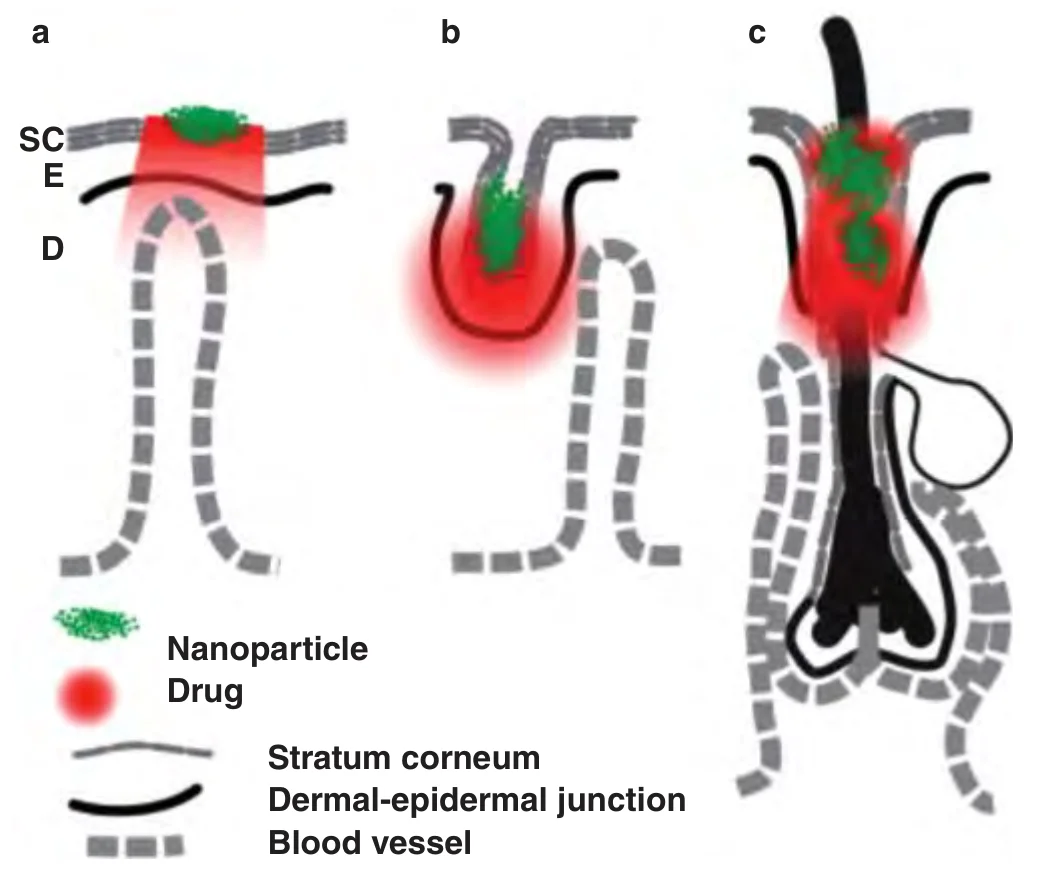 a
b
c
SC
E
D
Nanoparticle
Drug
Stratum corneum
Dermal-epidermal junction
Blood vessel